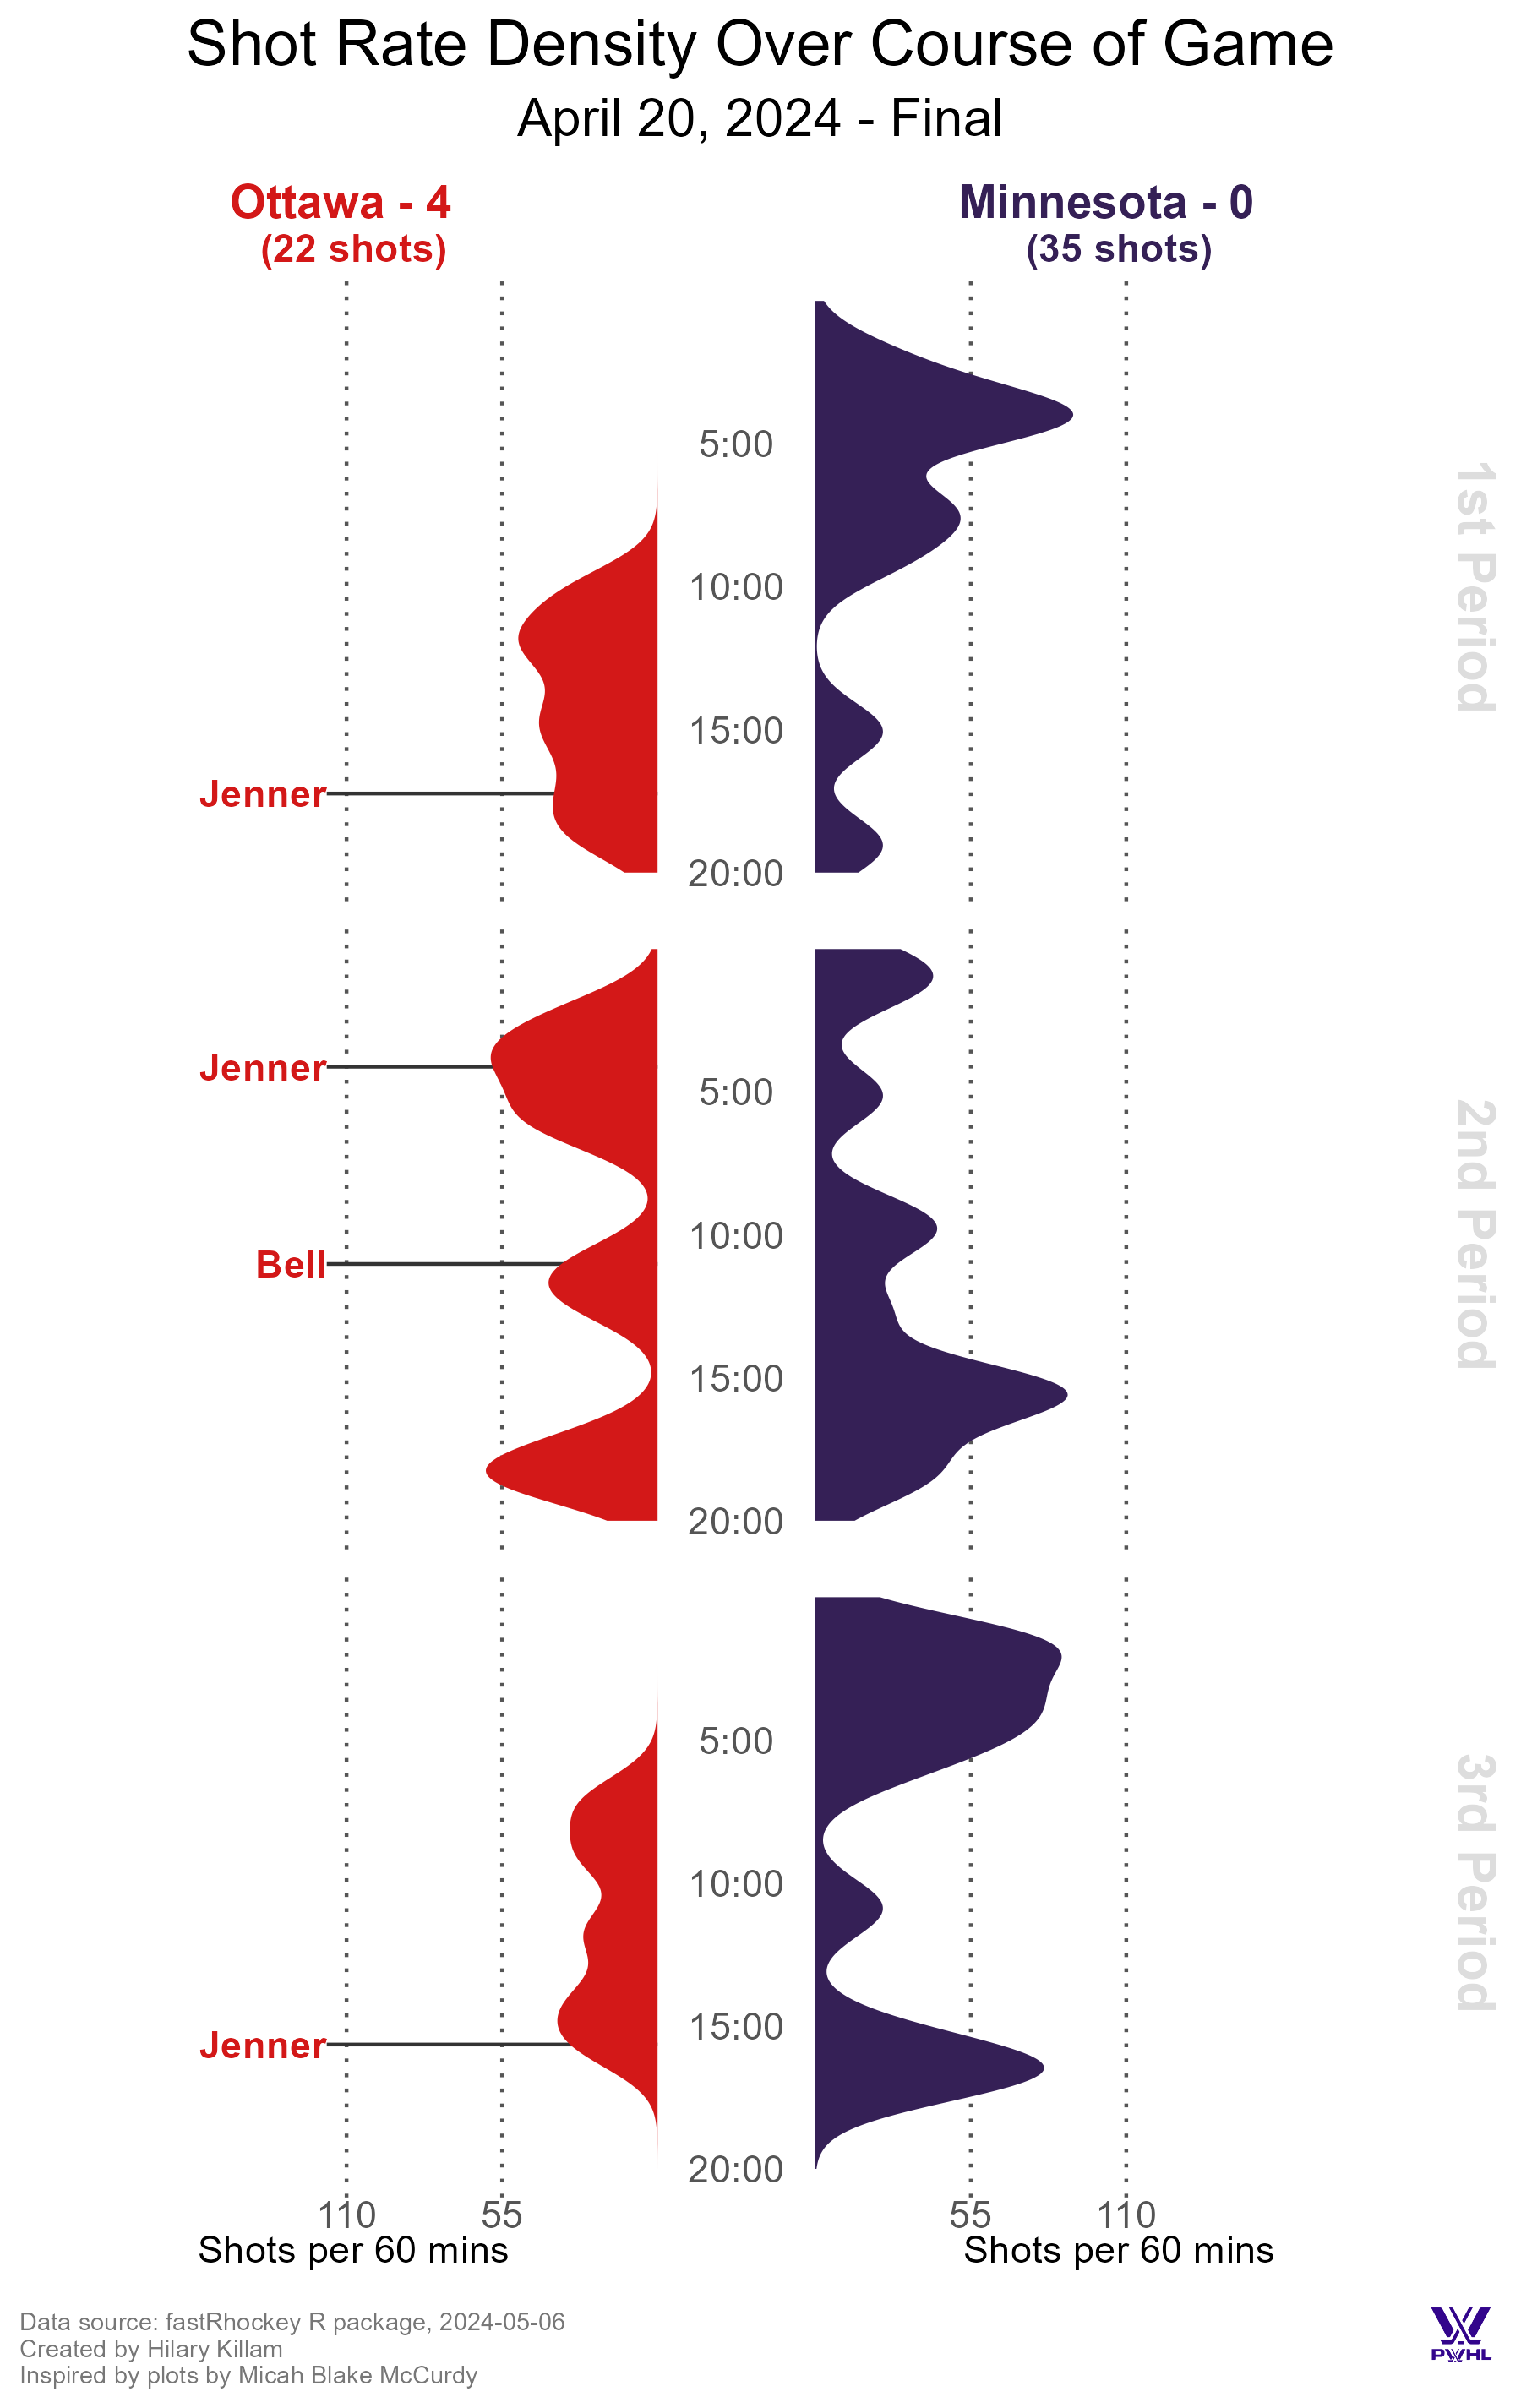 Shot Rate Density Over Course of Game
April 20, 2024 - Final
Ottawa - 4
(22 shots)
Minnesota - 0
(35 shots)
5:00
10:00
15:00
Jenner
20:00
1st Period
Jenner
5:00
10:00
Bell
15:00
20:00
2nd Period
5:00
10:00
15:00
Jenner
20:00
3rd Period
110
55
55
110
Shots per 60 mins
Shots per 60 mins
Data source: fastRhockey R package, 2024-05-06
Created by Hilary Killam
Inspired by plots by Micah Blake McCurdy
PWHL